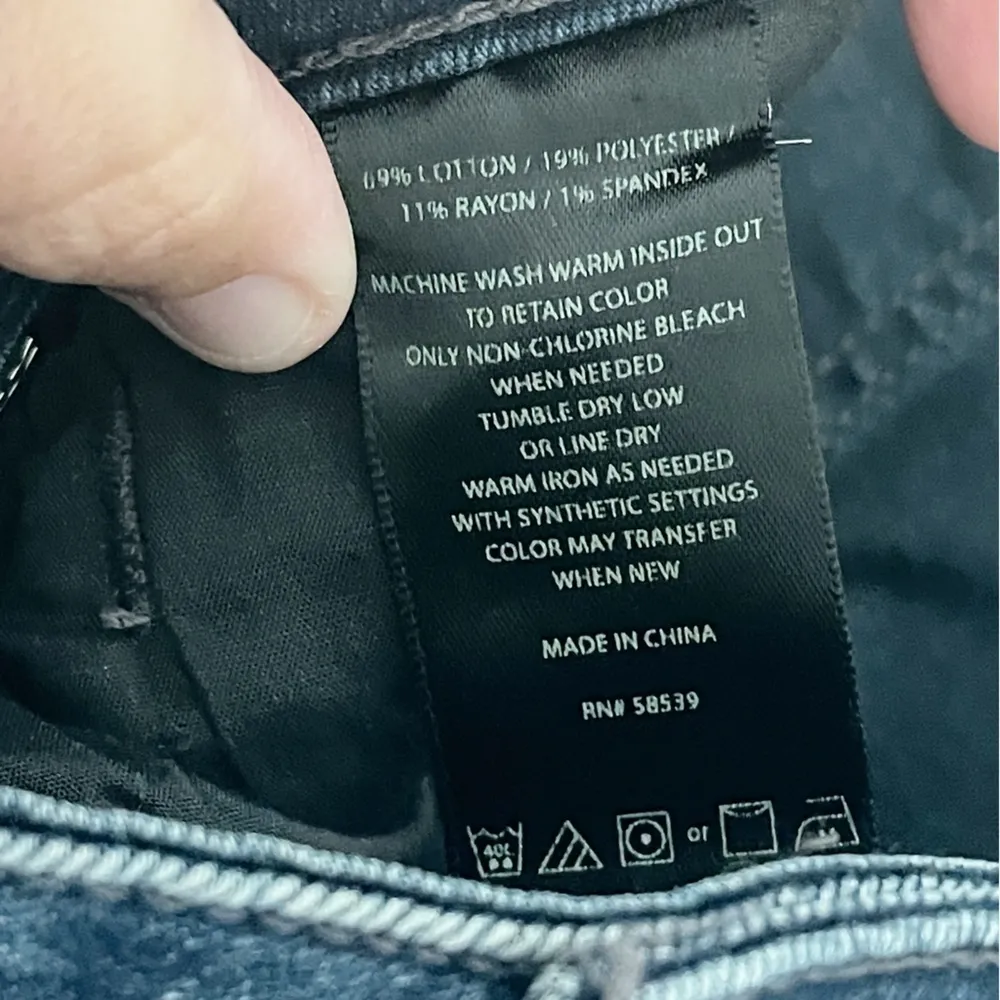 69% COTTON / 19% POLYESTER /
11% RAYON / 1% SPANDEX
MACHINE WASH WARM INSIDE OUT
TO RETAIN COLOR
ONLY NON-CHLORINE BLEACH
WHEN NEEDED
TUMBLE DRY LOW
OR LINE DRY
WARM IRON AS NEEDED
WITH SYNTHETIC SETTINGS
COLOR MAY TRANSFER
WHEN NEW
MADE IN CHINA
RN# 58539
40C or